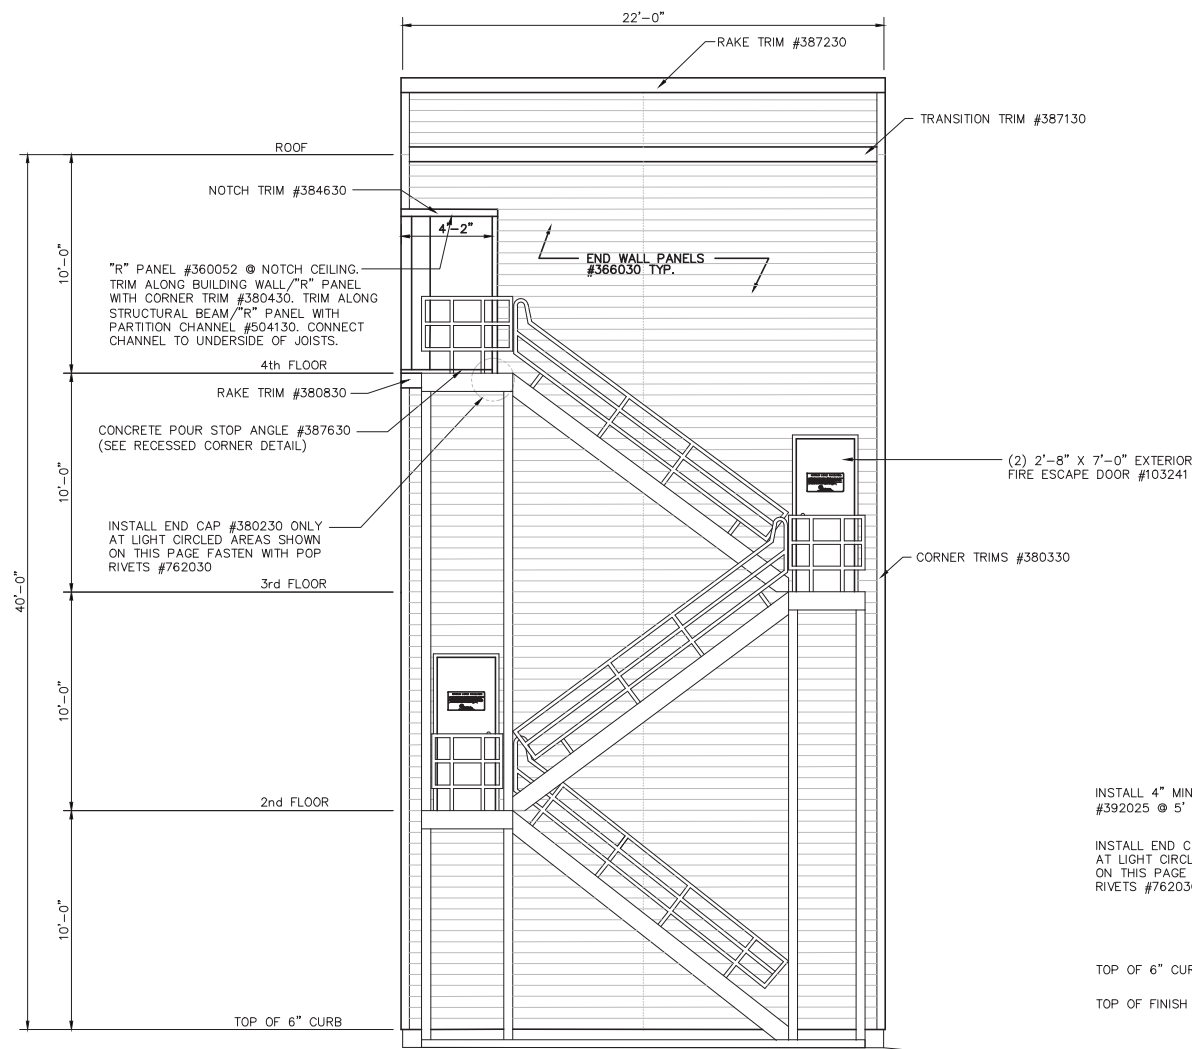 22'-0"
RAKE TRIM #387230
TRANSITION TRIM #387130
ROOF
NOTCH TRIM #384630
4'-2"
10'-0"
END WALL PANELS
#366030 TYP.
"R" PANEL #360052 @ NOTCH CEILING.
TRIM ALONG BUILDING WALL/"R" PANEL
WITH CORNER TRIM #380430. TRIM ALONG
STRUCTURAL BEAM/"R" PANEL WITH
PARTITION CHANNEL #504130. CONNECT
CHANNEL TO UNDERSIDE OF JOISTS.
4th FLOOR
RAKE TRIM #380830
CONCRETE POUR STOP ANGLE #387630
(SEE RECESSED CORNER DETAIL)
(2) 2'-8" X 7'-0" EXTERIOR
FIRE ESCAPE DOOR #103241
10'-0"
INSTALL END CAP #380230 ONLY
AT LIGHT CIRCLED AREAS SHOWN
ON THIS PAGE FASTEN WITH POP
RIVETS #762030
CORNER TRIMS #380330
3rd FLOOR
40'-0"
10'-0"
2nd FLOOR
INSTALL 4" MIN
#392025 @ 5'
INSTALL END C
AT LIGHT CIRCL
ON THIS PAGE
RIVETS #76203
10'-0"
TOP OF 6" CUR
TOP OF FINISH
TOP OF 6" CURB